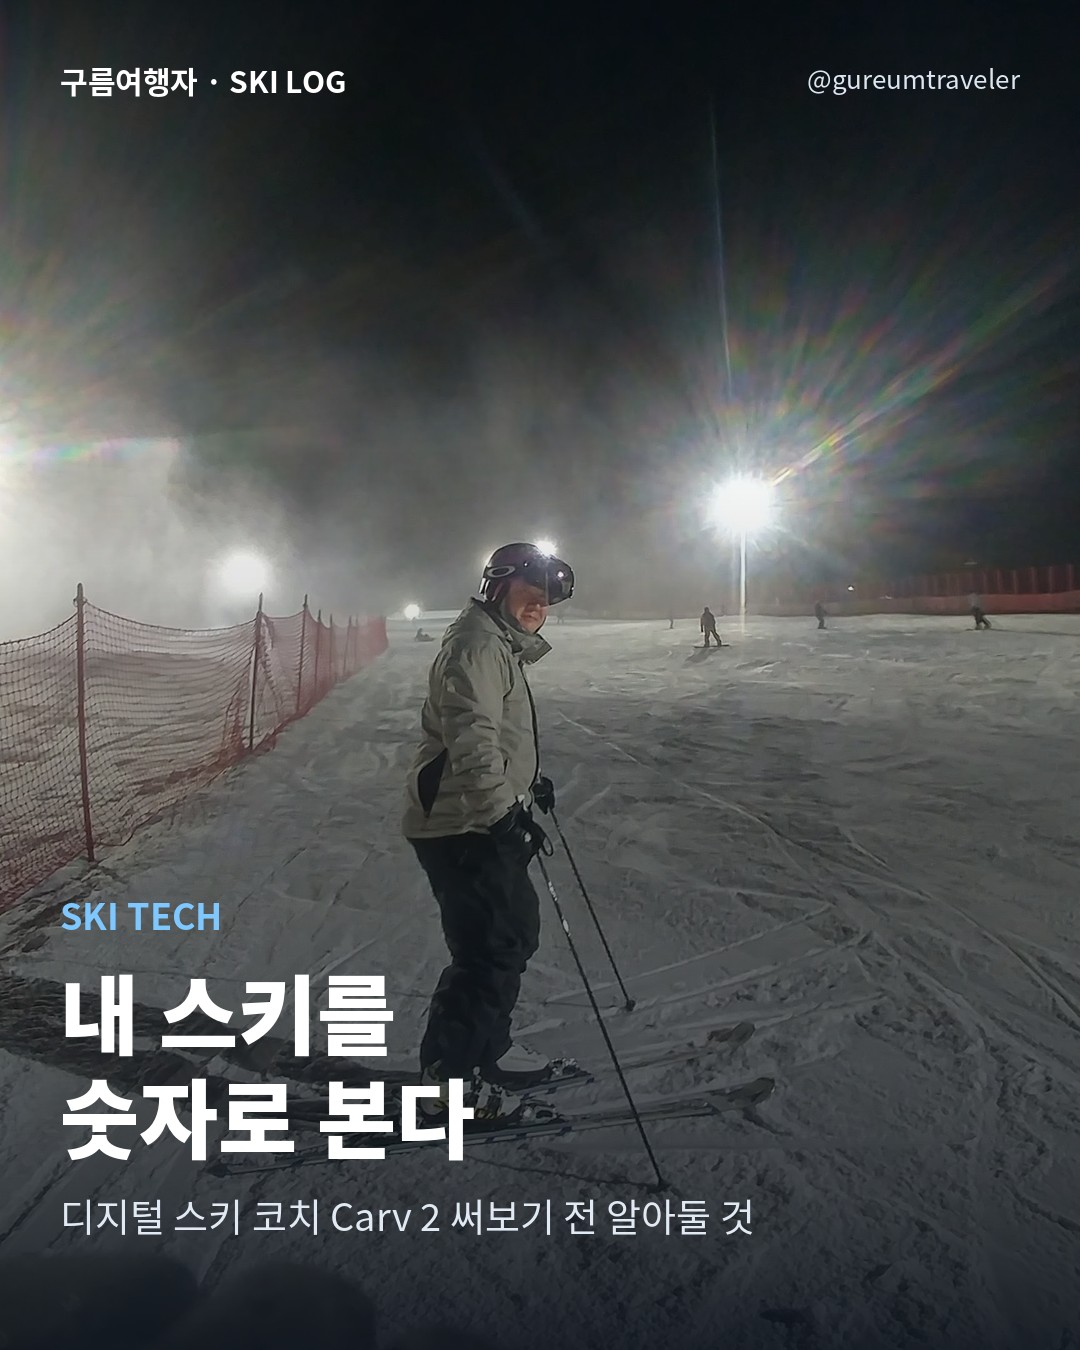 구름여행자 · SKI LOG
@gureumtraveler
SKI TECH
내 스키를
숫자로 본다
디지털 스키 코치 Carv 2 써보기 전 알아둘 것